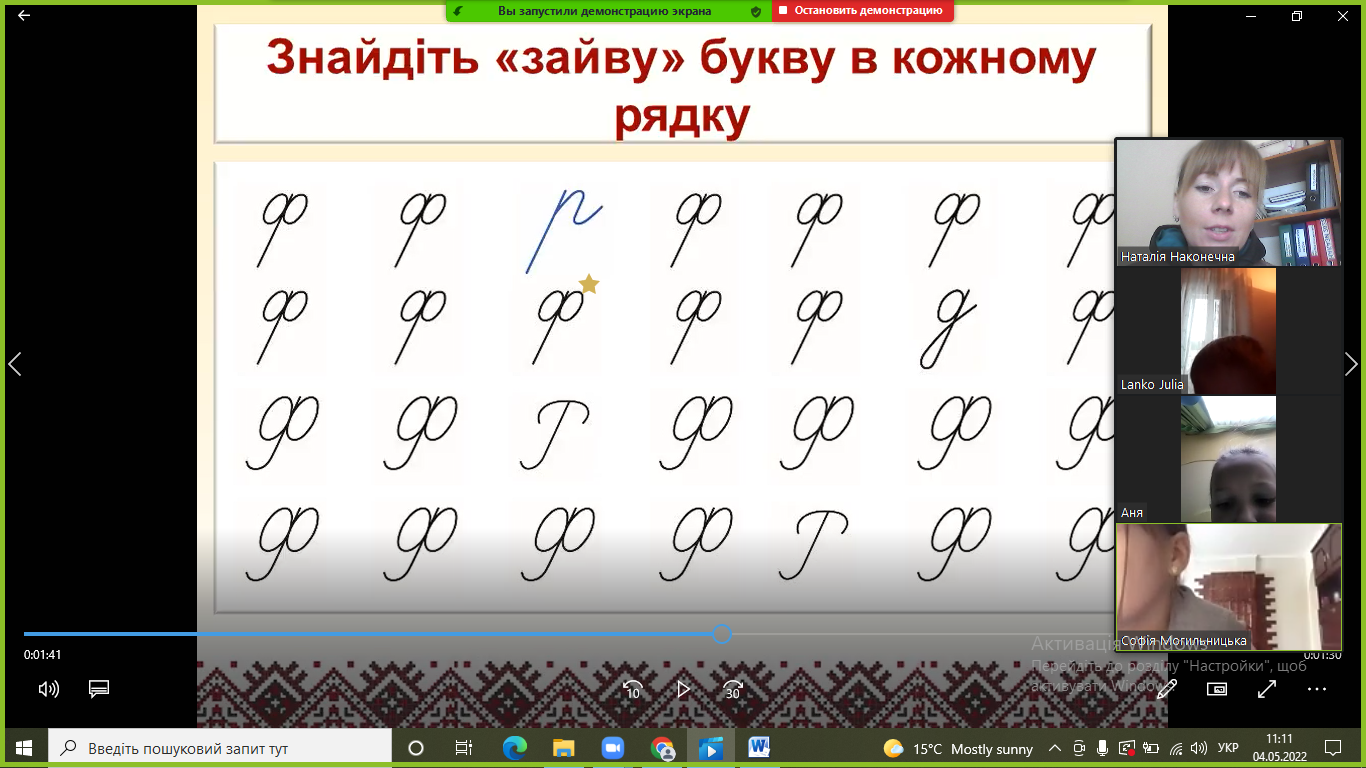 Вы запустили демонстрацию экрана
Остановить демонстрацию
Знайдіть «зайву» букву в кожному
рядку
ф ф р ф ф ф ф
ф ф ф ф ф д ф
Ф Ф Г Ф Ф Ф Ф
Ф Ф Ф Ф Г Ф Ф
Наталія Наконечна
Lanko Julia
Аня
Софія Могильницька
0:01:41
0:01:30
Активація Windows
Перейдіть до розділу "Настройки", щоб
активувати Windows
10
30
Введіть пошуковий запит тут
15°C Mostly sunny
УКР
11:11
04.05.2022